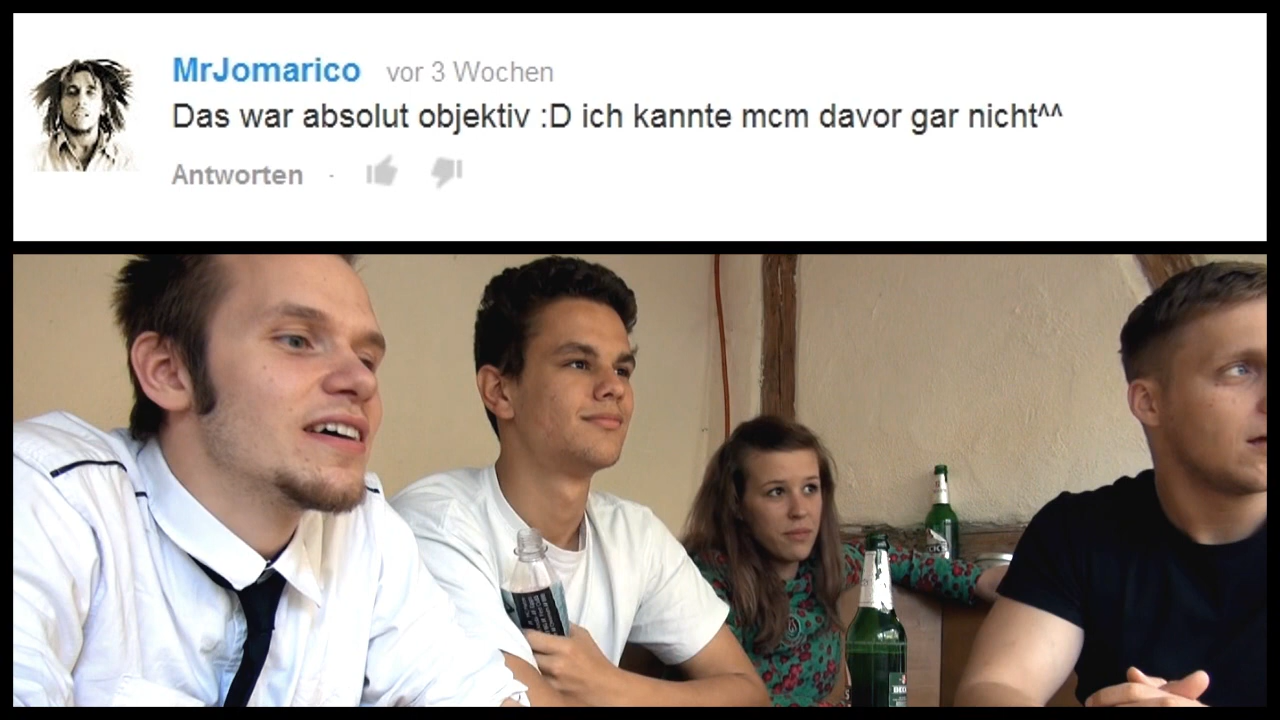 MrJomarico vor 3 Wochen
Das war absolut objektiv :D ich kannte mcm davor gar nicht^^
Antworten ·